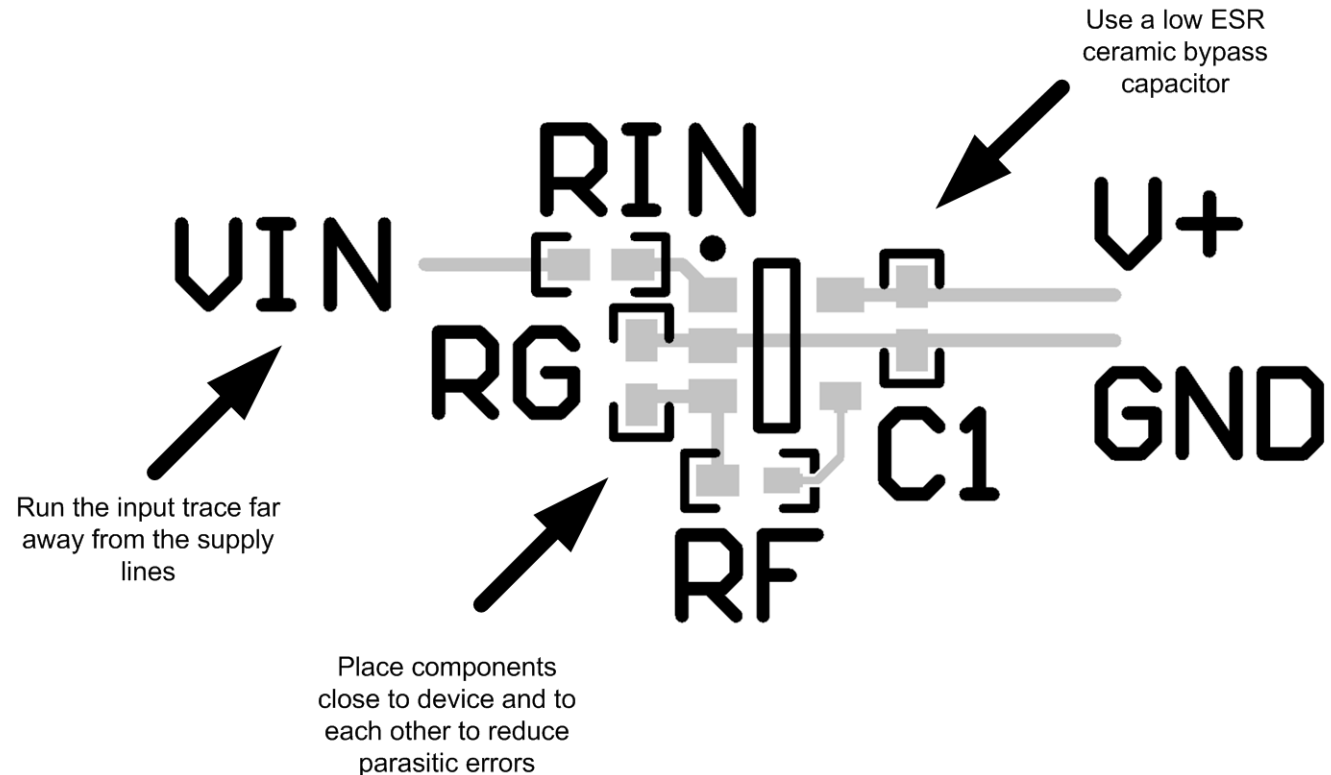 Use a low ESR
ceramic bypass
capacitor
RIN
V+
VIN
RG
GND
C1
Run the input trace far
away from the supply
lines
RF
Place components
close to device and to
each other to reduce
parasitic errors